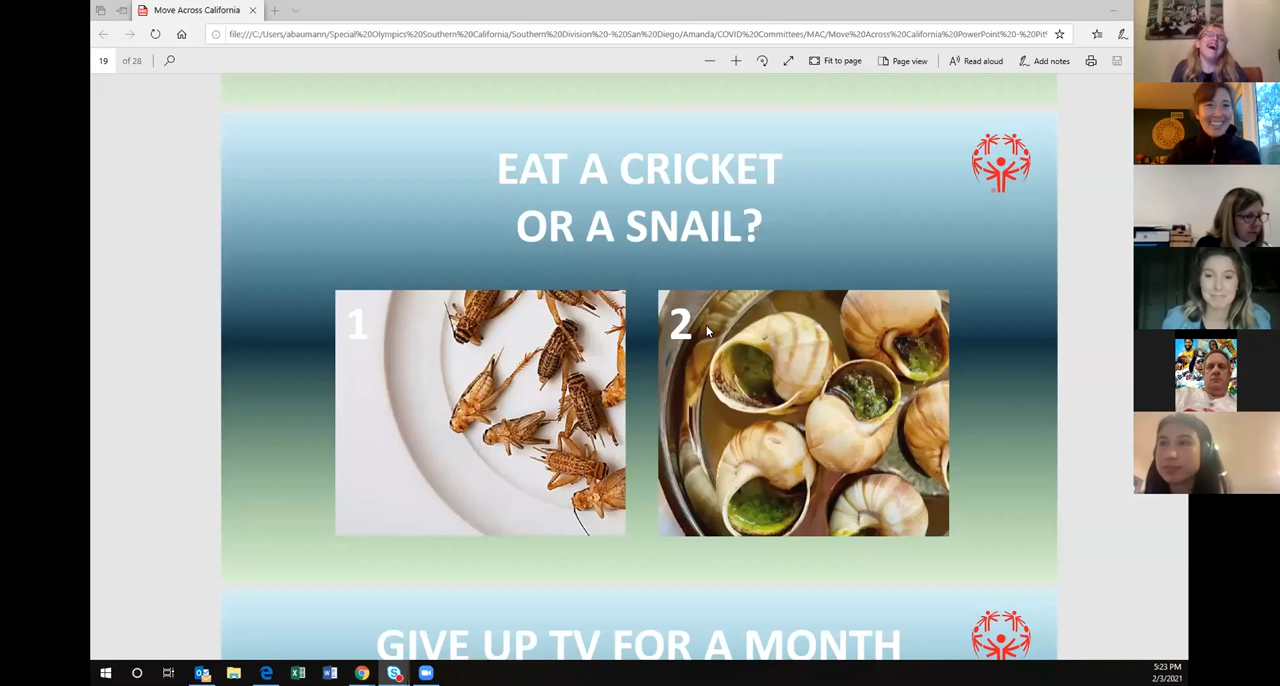 Move Across California
file:///C:/Users/abaumann/Special%20Olympics%20Southern%20California/Southern%20Division%20-%20San%20Diego/Amanda/COVID%20Committees/MAC/Move%20Across%20California%20PowerPoint%20-%20Pit
19 of 28
Fit to page
Page view
Read aloud
Add notes
EAT A CRICKET
OR A SNAIL?
1
2
GIVE UP TV FOR A MONTH
5:23 PM
2/3/2021